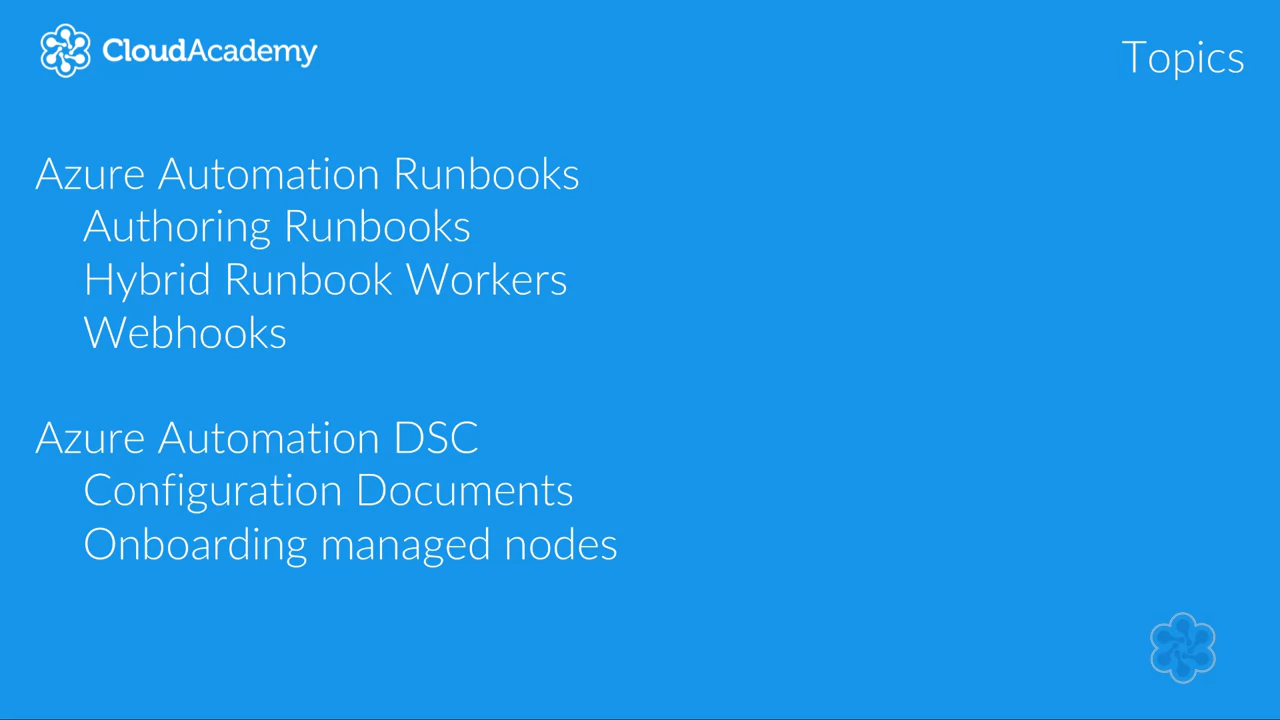 CloudAcademy
Topics
Azure Automation Runbooks
Authoring Runbooks
Hybrid Runbook Workers
Webhooks
Azure Automation DSC
Configuration Documents
Onboarding managed nodes